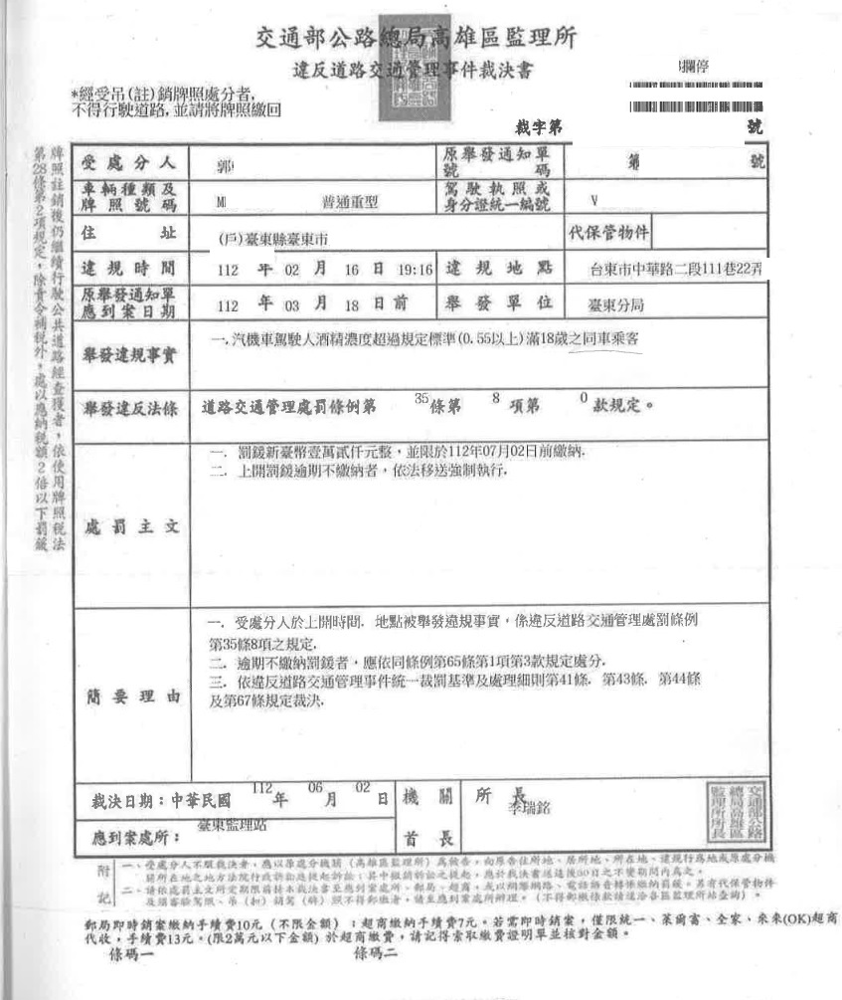 交通部公路總局高雄區監理所
違反道路交通管理事件裁決書
欄停
*經受吊(註)銷牌照處分者,
不得行駛道路,並請將牌照繳回
裁字第 號
牌照註銷後仍繼續行駛公共道路經查獲者,依使用牌照稅法
第28條第2項規定,除責令補稅外,處以應納稅額2倍以下罰鍰
受處分人 郭 原舉發通知單號碼 第 號
車輛種類及牌照號碼 M 普通重型 駕駛執照或身分證統一編號 V
住址 (戶)臺東縣臺東市 代保管物件
違規時間 112 年 02 月 16 日 19:16 違規地點 台東市中華路二段111巷22弄
原舉發通知單應到案日期 112 年 03 月 18 日前 舉發單位 臺東分局
舉發違規事實 一.汽機車駕駛人酒精濃度超過規定標準(0.55以上)滿18歲之同車乘客
舉發違反法條 道路交通管理處罰條例第 35 條第 8 項第 0 款規定。
處罰主文
一. 罰鍰新臺幣壹萬貳仟元整,並限於112年07月02日前繳納.
二. 上開罰鍰逾期不繳納者,依法移送強制執行.
簡要理由
一. 受處分人於上開時間. 地點被舉發違規事實,係違反道路交通管理處罰條例
第35條8項之規定.
二. 逾期不繳納罰鍰者,應依同條例第65條第1項第3款規定處分.
三. 依違反道路交通管理事件統一裁罰基準及處理細則第41條. 第43條. 第44條
及第67條規定裁決.
裁決日期:中華民國 112 年 06 月 02 日 機關首長 所長 李瑞銘
應到案處所: 臺東監理站
交通部公路
總局高雄區
監理所所長
附記
一、受處分人不服裁決者,應以原處分機關(高雄區監理所)為被告,向原告住所地、居所地、所在地、違規行為地或原處分機
關所在地之地方法院行政訴訟庭提起訴訟;其中撤銷訴訟之提起,應於裁決書送達後30日之不變期間內為之。
二、請依處罰主文所定期限前持本裁決書至應到案處所、郵局、超商,或以網際網路、電話語音轉帳繳納罰鍰。另有代保管物件
及須審驗駕照、吊(扣)銷駕(牌)照不得郵繳者,請至應到案處所辦理。(不得郵繳條款請逕洽各區監理所站查詢)。
郵局即時銷案繳納手續費10元(不限金額);超商繳納手續費7元。若需即時銷案,僅限統一、萊爾富、全家、來來(OK)超商
代收,手續費13元。(限2萬元以下金額)於超商繳費,請記得索取繳費證明單並核對金額。
條碼一 條碼二